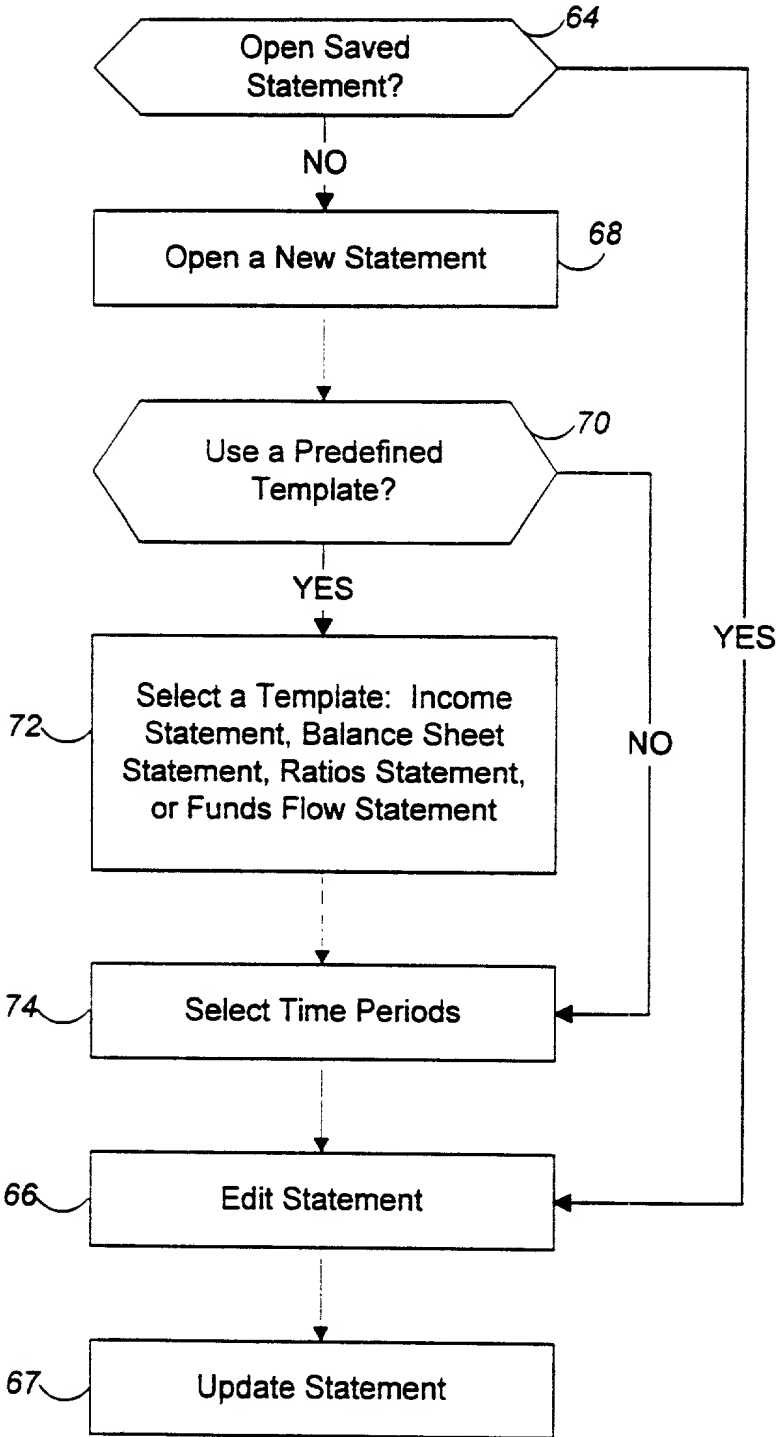 64
Open Saved
Statement?
NO
Open a New Statement
68
70
Use a Predefined
Template?
YES
YES
72
Select a Template: Income
Statement, Balance Sheet
Statement, Ratios Statement,
or Funds Flow Statement
NO
74
Select Time Periods
66
Edit Statement
67
Update Statement